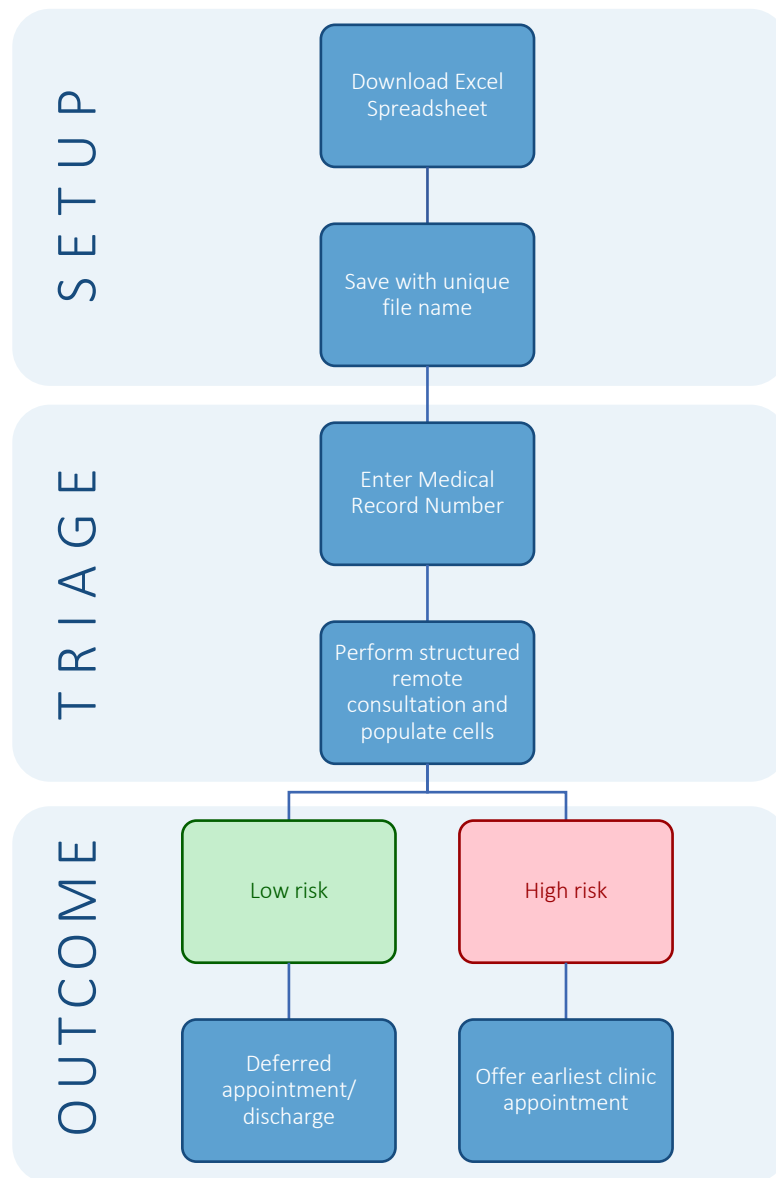 SETUP
Download Excel
Spreadsheet
Save with unique
file name
TRIAGE
Enter Medical
Record Number
Perform structured
remote
consultation and
populate cells
OUTCOME
Low risk
High risk
Deferred
appointment/
discharge
Offer earliest clinic
appointment